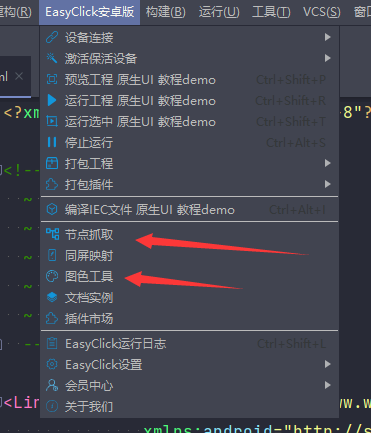 重构(R) EasyClick安卓版 构建(B) 运行(U) 工具(T) VCS(S) 窗
设备连接
ml × 激活保活设备
预览工程 原生UI 教程demo Ctrl+Shift+P
<?xm 运行工程 原生UI 教程demo Ctrl+Shift+R 8"?
运行选中 原生UI 教程demo Ctrl+Shift+T
停止运行 Ctrl+Alt+S
<!-- 打包工程
~ 打包插件
~ 编译IEC文件 原生UI 教程demo Ctrl+Alt+I
~ 节点抓取
~ 同屏映射
~ 图色工具
~ 文档实例
~ 插件市场
-- EasyClick运行日志 Ctrl+Shift+L
EasyClick设置
会员中心
<Lin 关于我们 ww.w
xmlns:android="http://s